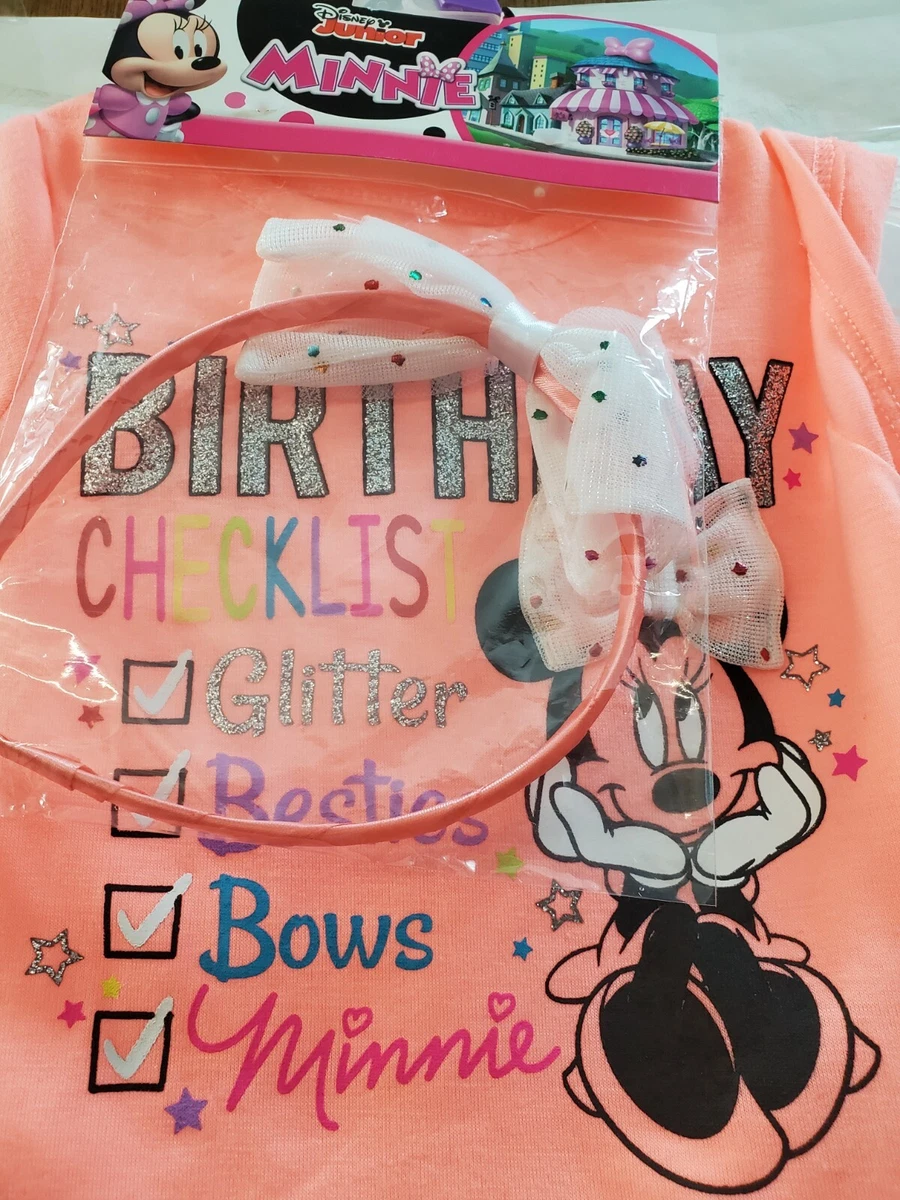 Disney
Junior
MINNIE
BIRTHDAY
CHECKLIST
Glitter
Besties
Bows
Minnie